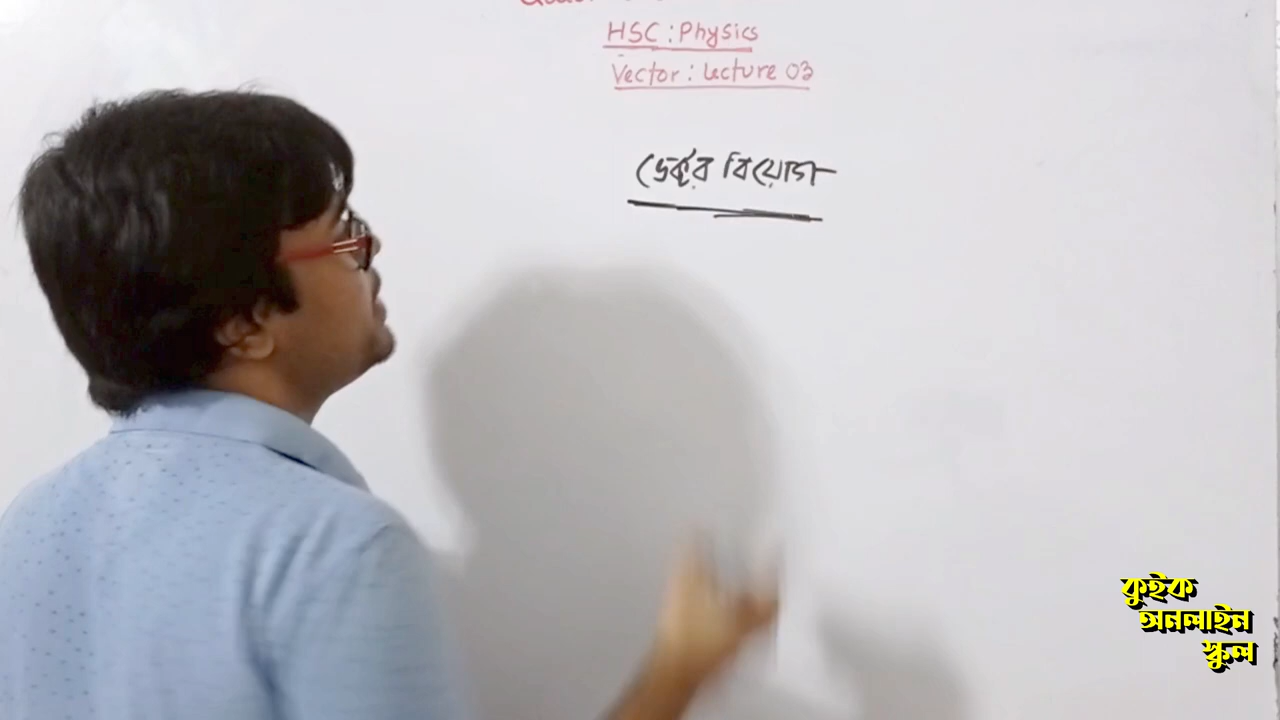 HSC : Physics
Vector : Lecture 03
ভেক্টর বিয়োগ
কুইক
অনলাইন
স্কুল